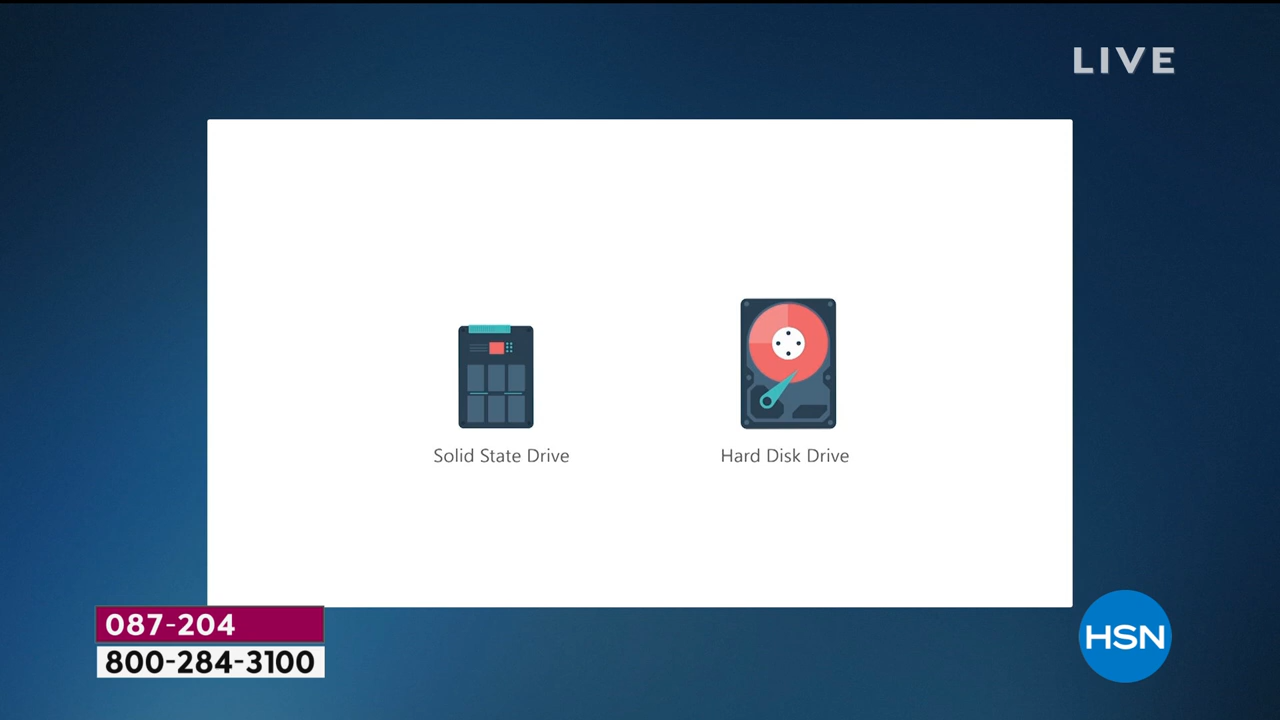 LIVE
Solid State Drive
Hard Disk Drive
087-204
800-284-3100
HSN